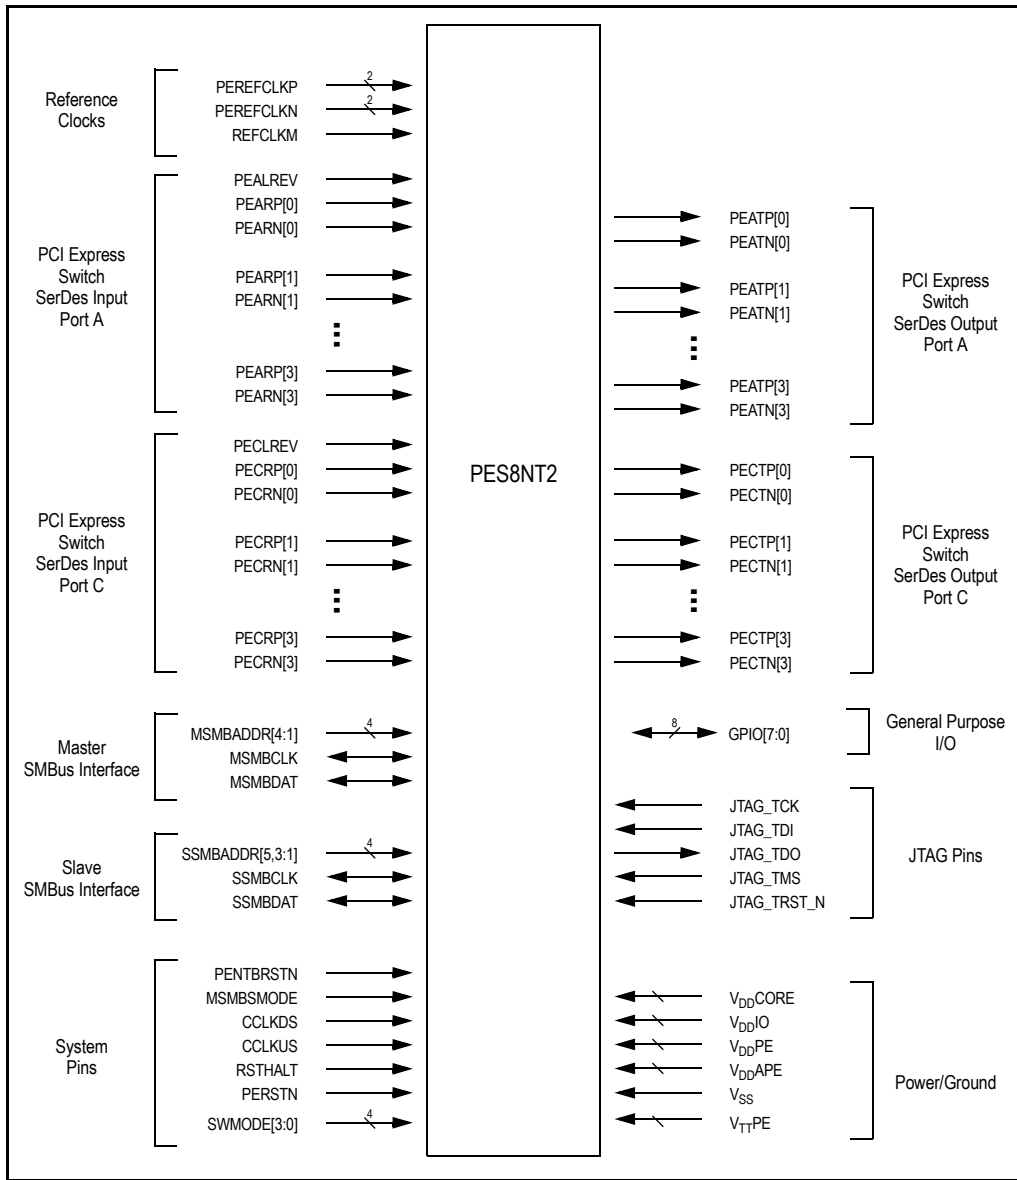 Reference
Clocks
PEREFCLKP
2
PEREFCLKN
2
REFCLKM
PCI Express
Switch
SerDes Input
Port A
PEALREV
PEARP[0]
PEARN[0]
PEARP[1]
PEARN[1]
PEARP[3]
PEARN[3]
PCI Express
Switch
SerDes Input
Port C
PECLREV
PECRP[0]
PECRN[0]
PECRP[1]
PECRN[1]
PECRP[3]
PECRN[3]
Master
SMBus Interface
MSMBADDR[4:1]
4
MSMBCLK
MSMBDAT
Slave
SMBus Interface
SSMBADDR[5,3:1]
4
SSMBCLK
SSMBDAT
System
Pins
PENTBRSTN
MSMBSMODE
CCLKDS
CCLKUS
RSTHALT
PERSTN
SWMODE[3:0]
4
PES8NT2
PEATP[0]
PEATN[0]
PEATP[1]
PEATN[1]
PEATP[3]
PEATN[3]
PCI Express
Switch
SerDes Output
Port A
PECTP[0]
PECTN[0]
PECTP[1]
PECTN[1]
PECTP[3]
PECTN[3]
PCI Express
Switch
SerDes Output
Port C
8
GPIO[7:0]
General Purpose
I/O
JTAG_TCK
JTAG_TDI
JTAG_TDO
JTAG_TMS
JTAG_TRST_N
JTAG Pins
VDDCORE
VDDIO
VDDPE
VDDAPE
VSS
VTTPE
Power/Ground